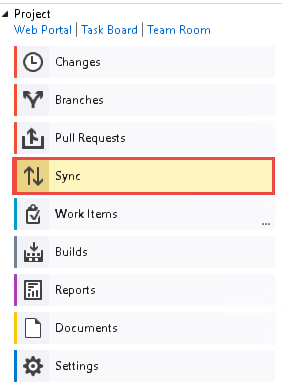 Project
Web Portal | Task Board | Team Room
Changes
Branches
Pull Requests
Sync
Work Items
...
Builds
Reports
Documents
Settings